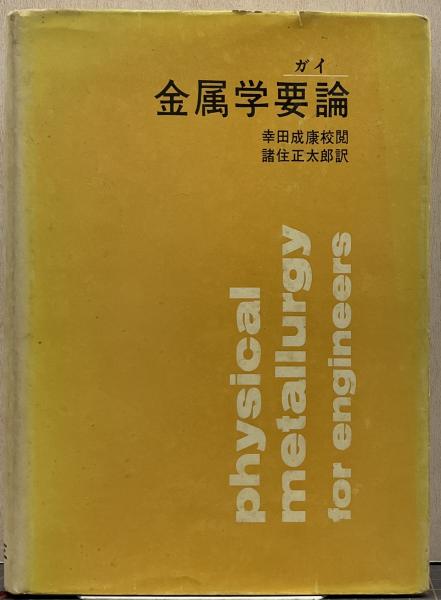 ガイ
金属学要論
幸田成康校閲
諸住正太郎訳
physical
metallurgy
for engineers